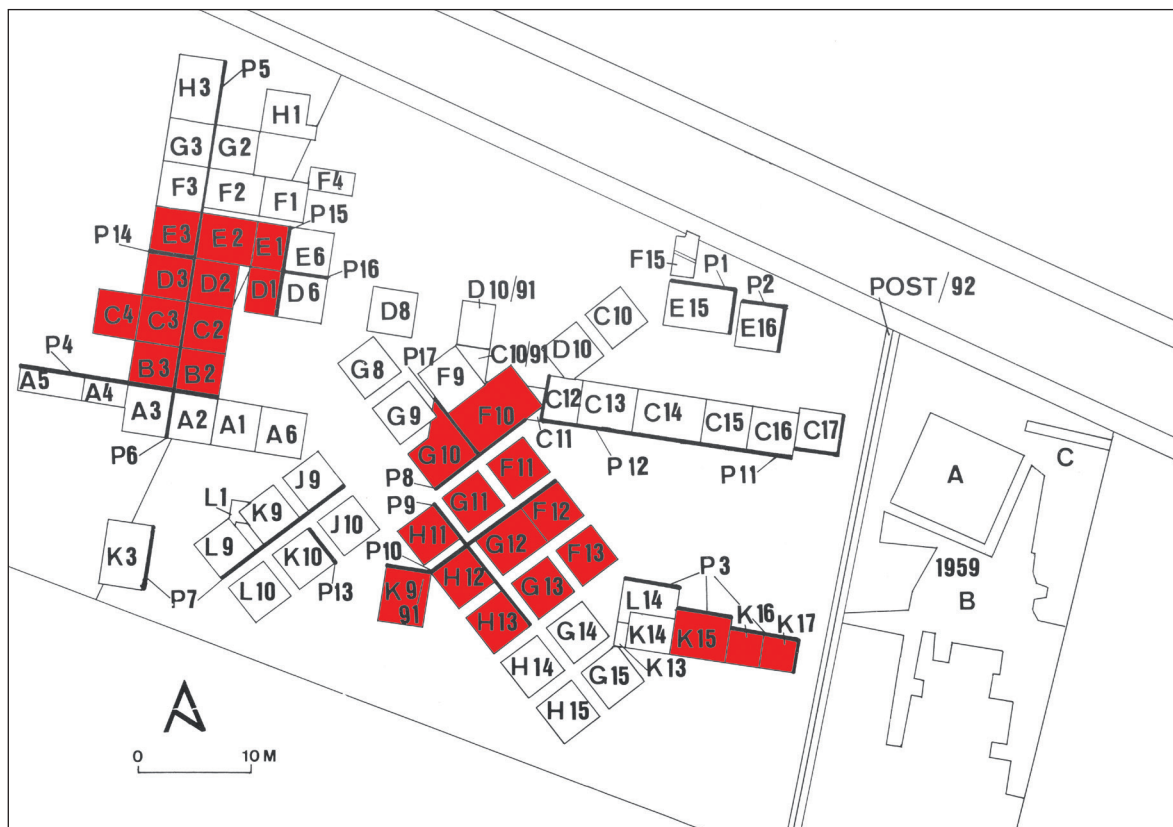 H3
P5
H1
G3
G2
F3
F2
F1
F4
P15
P14
E3
E2
E1
E6
P16
D3
D2
D1
D6
C4
C3
C2
P4
B3
B2
A5
A4
A3
A2
A1
A6
P6
D8
D10/91
C10
D10
C10/91
P17
F9
G8
G9
F10
G10
P8
C11
C12
C13
C14
C15
C16
C17
P12
P11
F15
P1
P2
E15
E16
POST/92
J9
L1
K9
L9
J10
K10
L10
P13
K3
P7
P9
P10
F11
G11
H11
F12
G12
H12
F13
G13
H13
K9
91
G14
H14
G15
H15
L14
P3
K14
K15
K16
K17
K13
A
C
1959
B
0
10 M